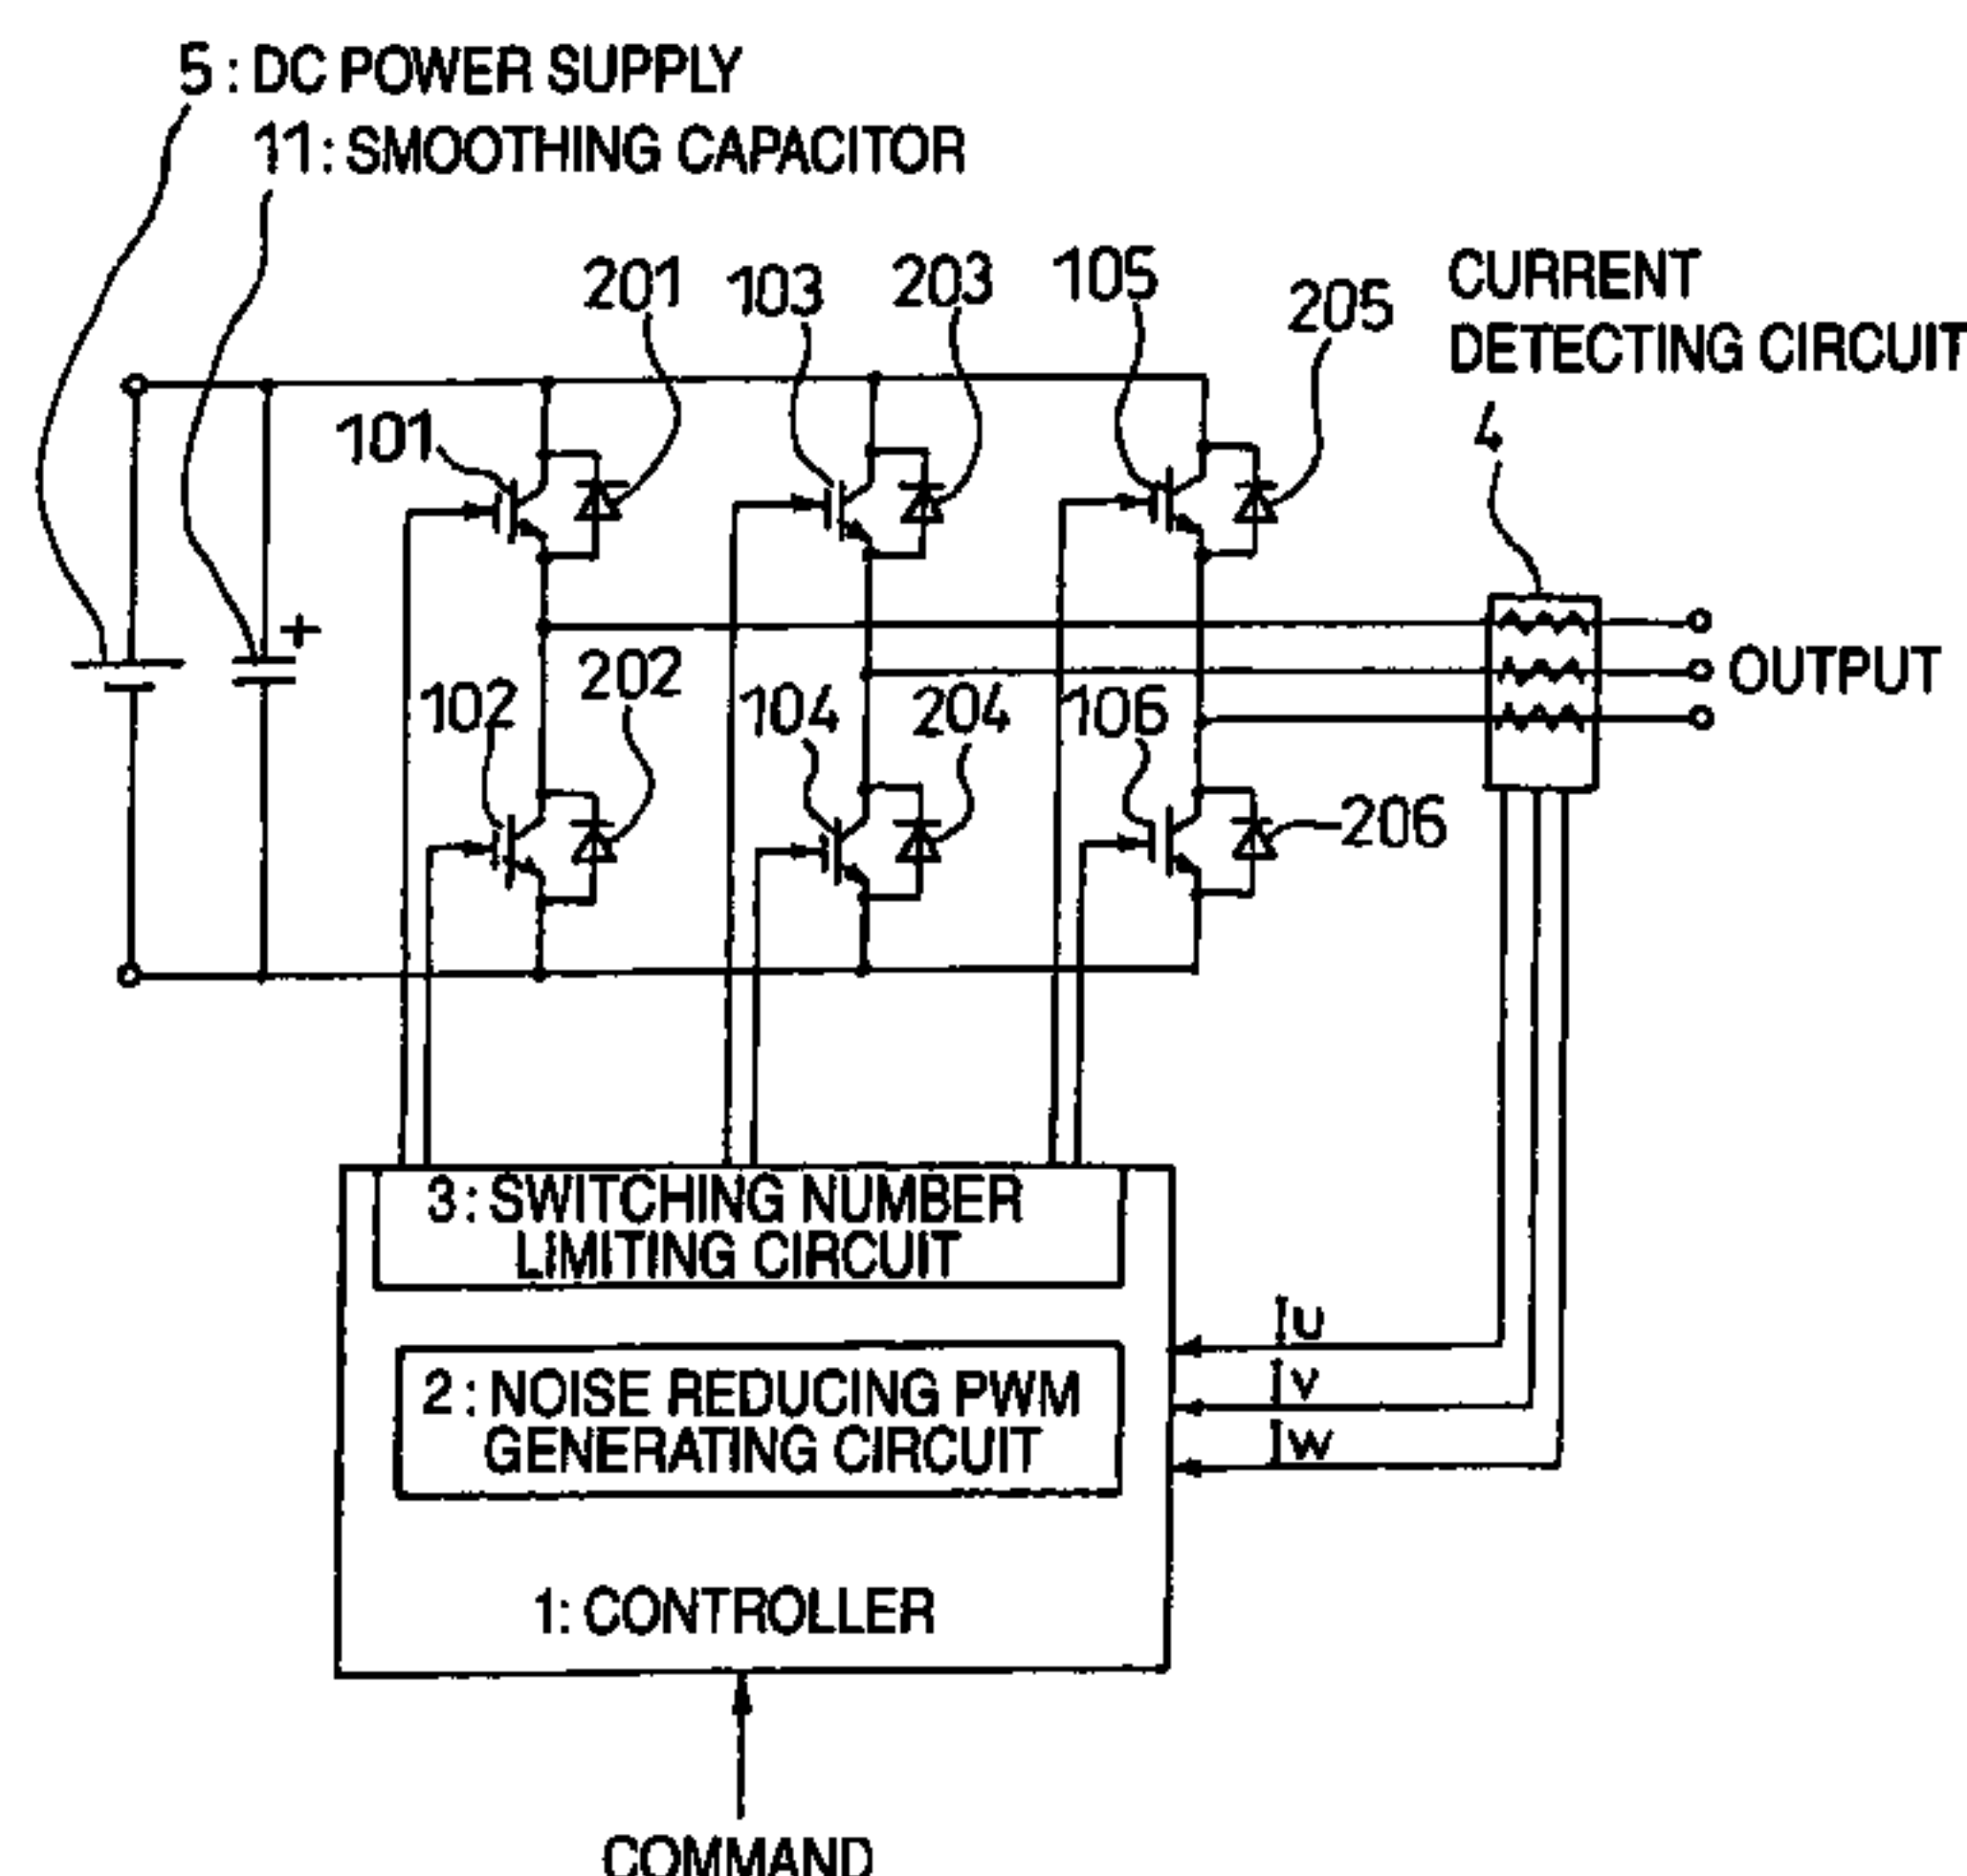 5 : DC POWER SUPPLY
11 : SMOOTHING CAPACITOR
201
103
203
105
205
CURRENT
DETECTING CIRCUIT
4
101
+
OUTPUT
102
202
104
204
106
206
3 : SWITCHING NUMBER
LIMITING CIRCUIT
IU
2 : NOISE REDUCING PWM
GENERATING CIRCUIT
IV
IW
1 : CONTROLLER
COMMAND